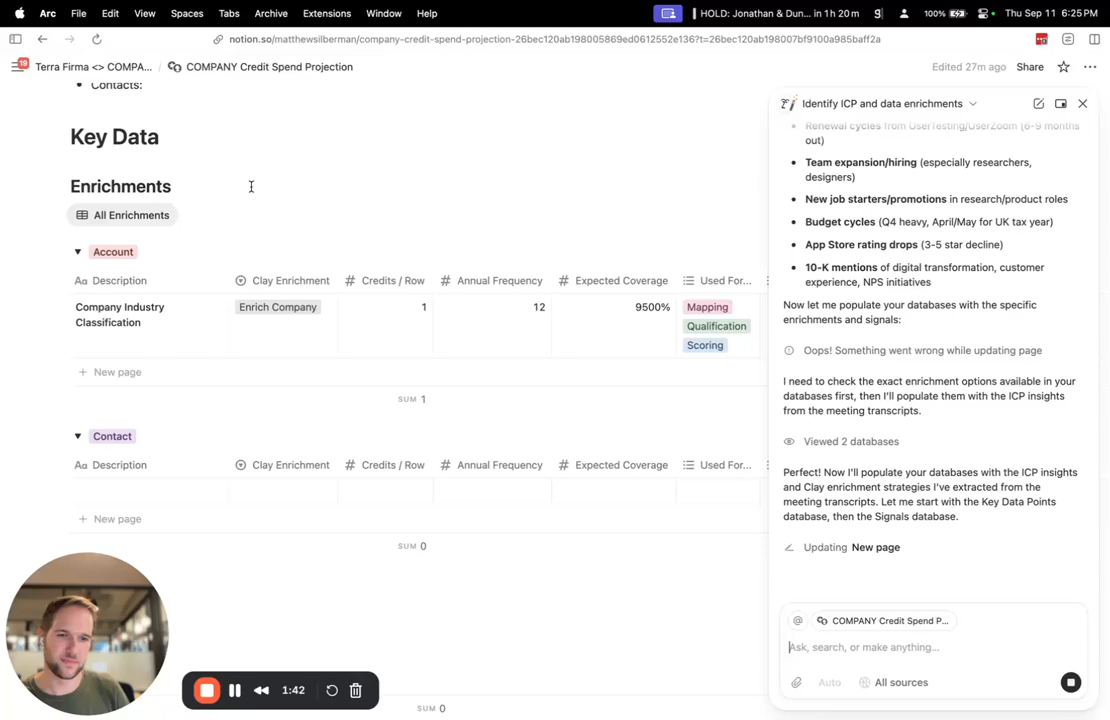 Arc File Edit View Spaces Tabs Archive Extensions Window Help HOLD: Jonathan & Dun... in 1 h 20 m 100% Thu Sep 11 6:25 PM
notion.so/matthewsilberman/company-credit-spend-projection-26bec120ab198005869ed0612552e136?t=26bec120ab198007bf9100a985baff2a
19 Terra Firma <> COMPA... / COMPANY Credit Spend Projection Edited 27m ago Share
Contacts:
Key Data
Enrichments
All Enrichments
Account
Aa Description Clay Enrichment # Credits / Row # Annual Frequency # Expected Coverage Used For...
Company Industry Classification Enrich Company 1 12 9500% Mapping
Qualification
Scoring
+ New page
SUM 1
Contact
Aa Description Clay Enrichment # Credits / Row # Annual Frequency # Expected Coverage Used For...
+ New page
SUM 0
1:42
SUM 0
Identify ICP and data enrichments
Renewal cycles from UserTesting/UserZoom (6-9 months
out)
Team expansion/hiring (especially researchers,
designers)
New job starters/promotions in research/product roles
Budget cycles (Q4 heavy, April/May for UK tax year)
App Store rating drops (3-5 star decline)
10-K mentions of digital transformation, customer
experience, NPS initiatives
Now let me populate your databases with the specific
enrichments and signals:
Oops! Something went wrong while updating page
I need to check the exact enrichment options available in your
databases first, then I'll populate them with the ICP insights
from the meeting transcripts.
Viewed 2 databases
Perfect! Now I'll populate your databases with the ICP insights
and Clay enrichment strategies I've extracted from the
meeting transcripts. Let me start with the Key Data Points
database, then the Signals database.
Updating New page
@ COMPANY Credit Spend P...
Ask, search, or make anything...
Auto All sources